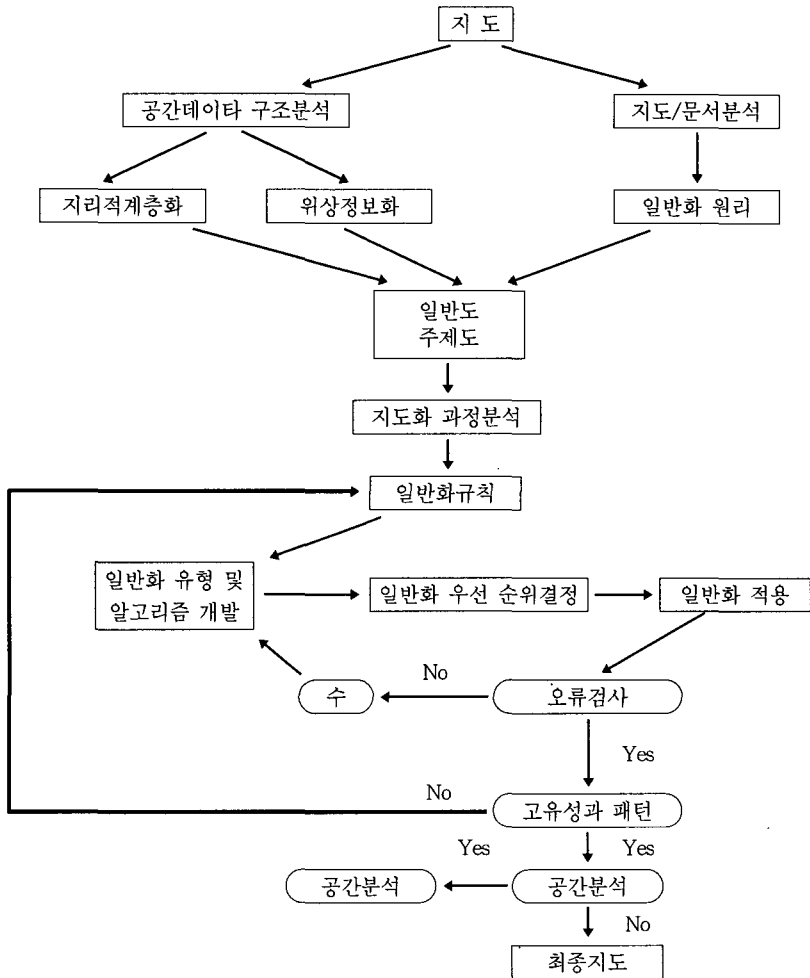 지 도
공간데이타 구조분석
지도/문서분석
지리적계층화
위상정보화
일반화 원리
일반도
주제도
지도화 과정분석
일반화규칙
일반화 유형 및
알고리즘 개발
일반화 우선 순위결정
일반화 적용
No
수
오류검사
Yes
No
고유성과 패턴
Yes
Yes
공간분석
공간분석
No
최종지도